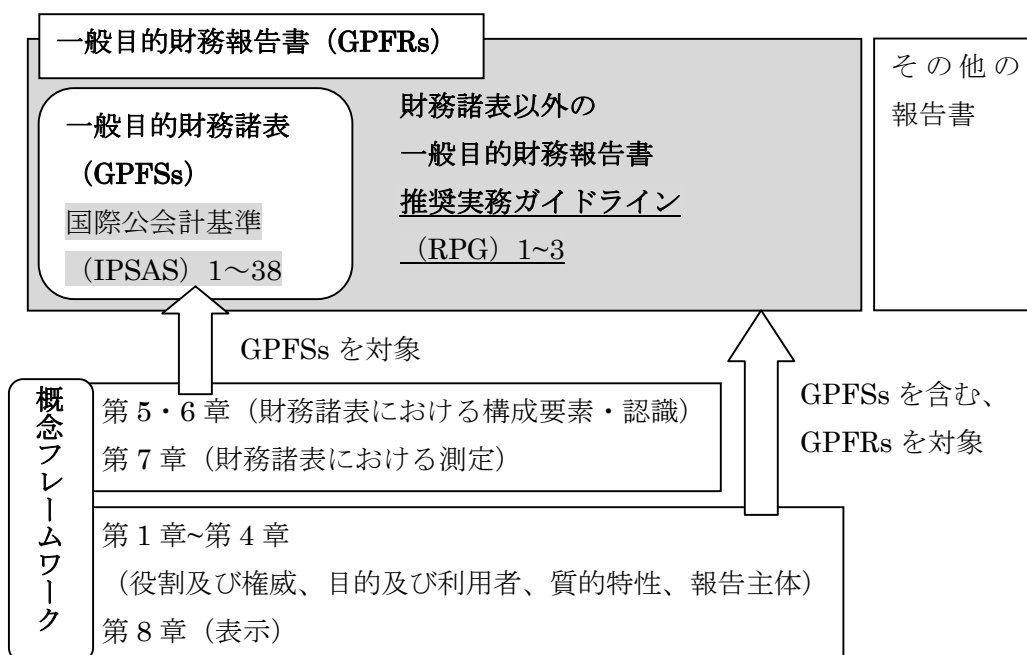 一般目的財務報告書（GPFRs）
一般目的財務諸表
(GPFSs)
国際公会計基準
（IPSAS）1～38
財務諸表以外の
一般目的財務報告書
推奨実務ガイドライン
（RPG）1~3
その他の
報告書
GPFSs を対象
GPFSs を含む、
GPFRs を対象
概念フレームワーク
第 5・6 章（財務諸表における構成要素・認識）
第 7 章（財務諸表における測定）
第 1 章~第 4 章
（役割及び権威、目的及び利用者、質的特性、報告主体）
第 8 章（表示）